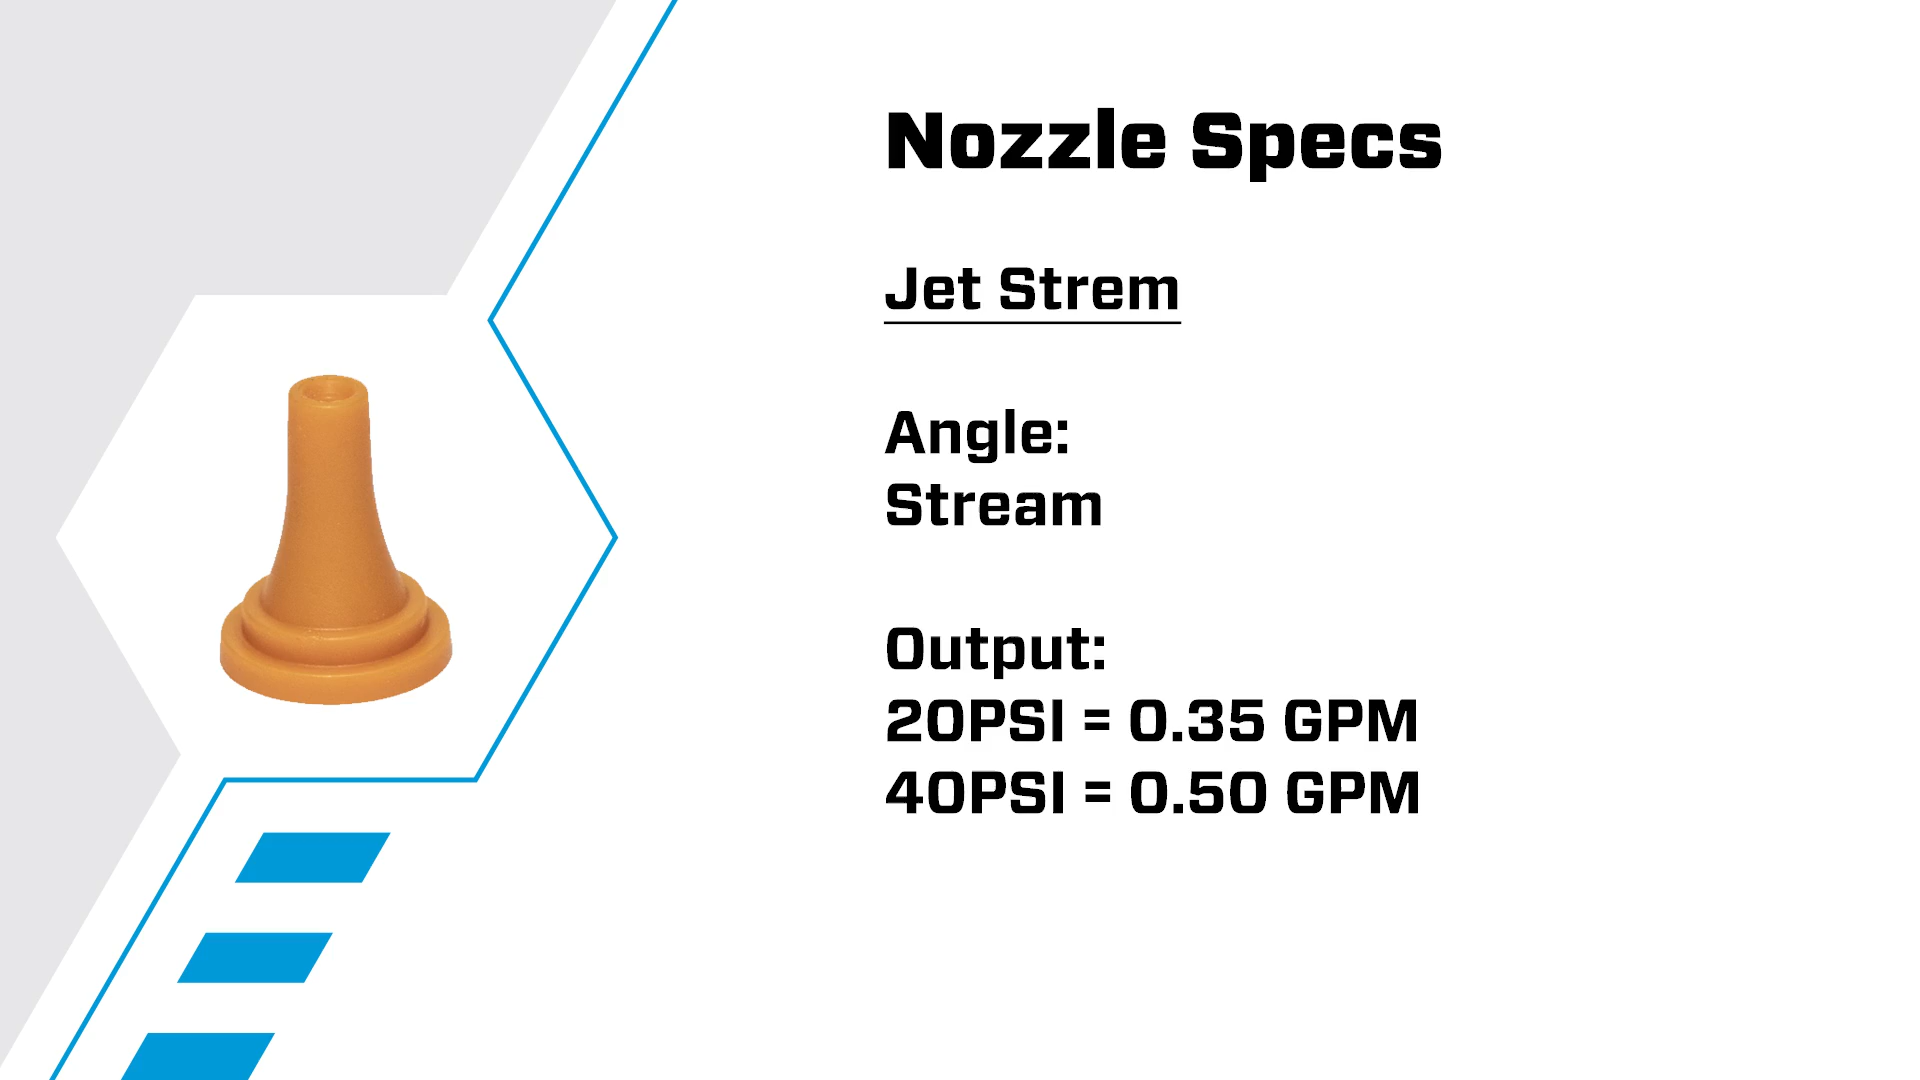 Nozzle Specs
Jet Strem
Angle:
Stream
Output:
20PSI = 0.35 GPM
40PSI = 0.50 GPM